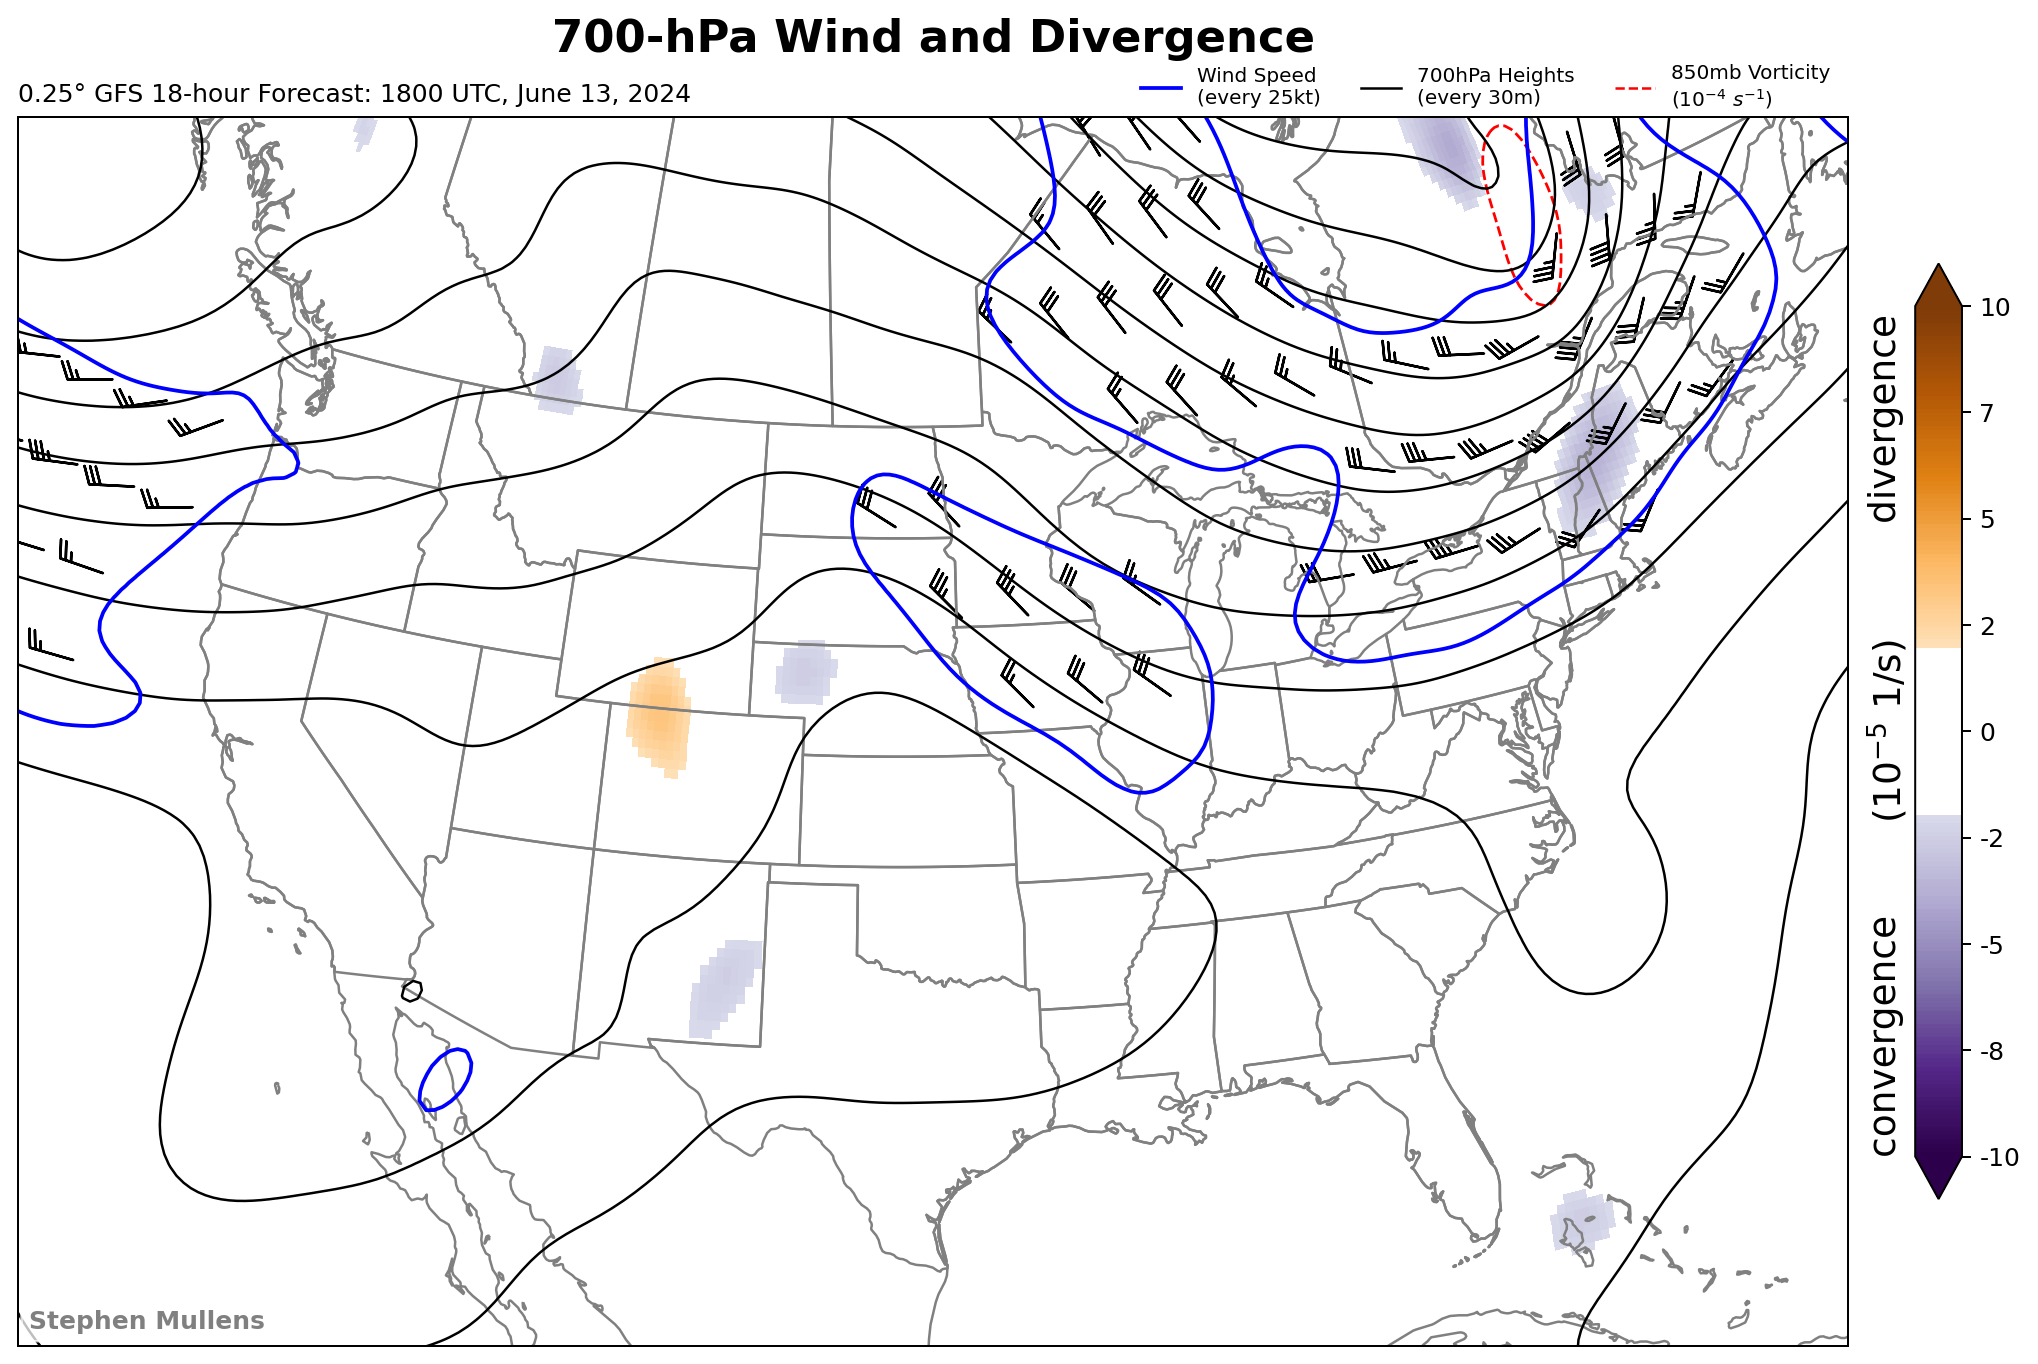 700-hPa Wind and Divergence
0.25° GFS 18-hour Forecast: 1800 UTC, June 13, 2024
Wind Speed
(every 25kt)
700hPa Heights
(every 30m)
850mb Vorticity
(10⁻⁴ s⁻¹)
10
7
5
2
0
-2
-5
-8
-10
convergence (10⁻⁵ 1/s) divergence
Stephen Mullens